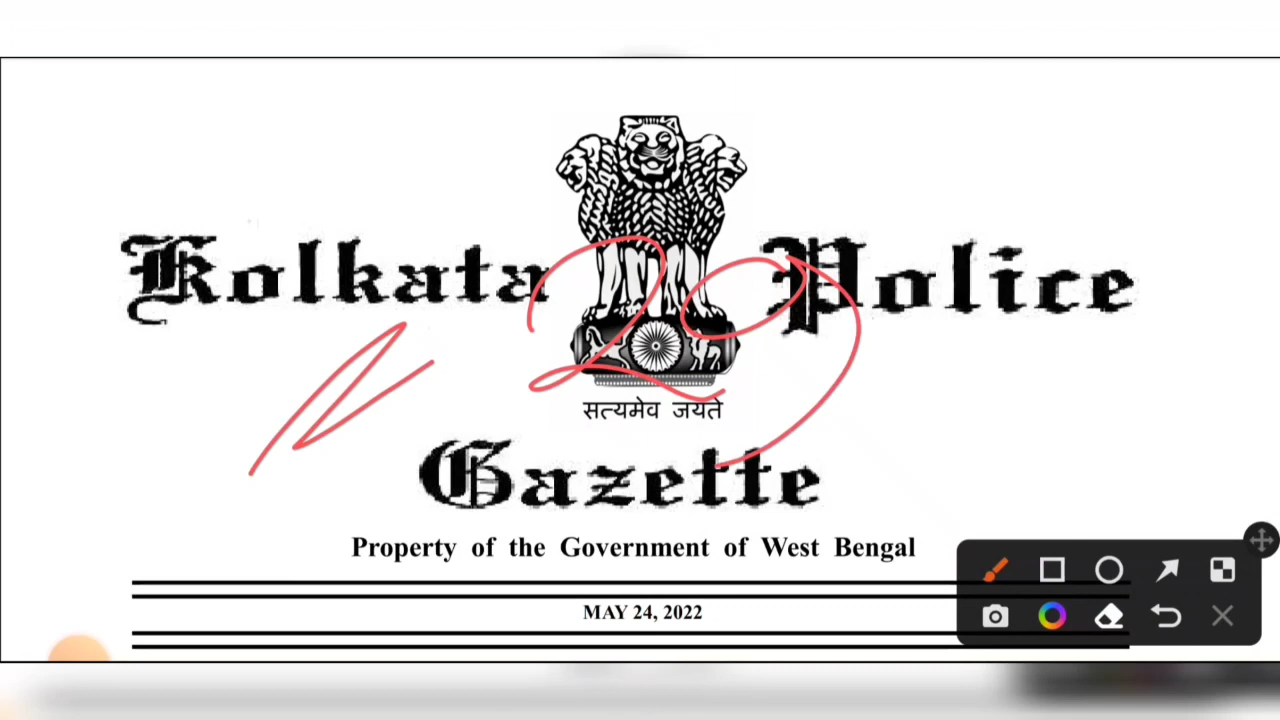 Kolkata Police
सत्यमेव जयते
Gazette
Property of the Government of West Bengal
MAY 24, 2022